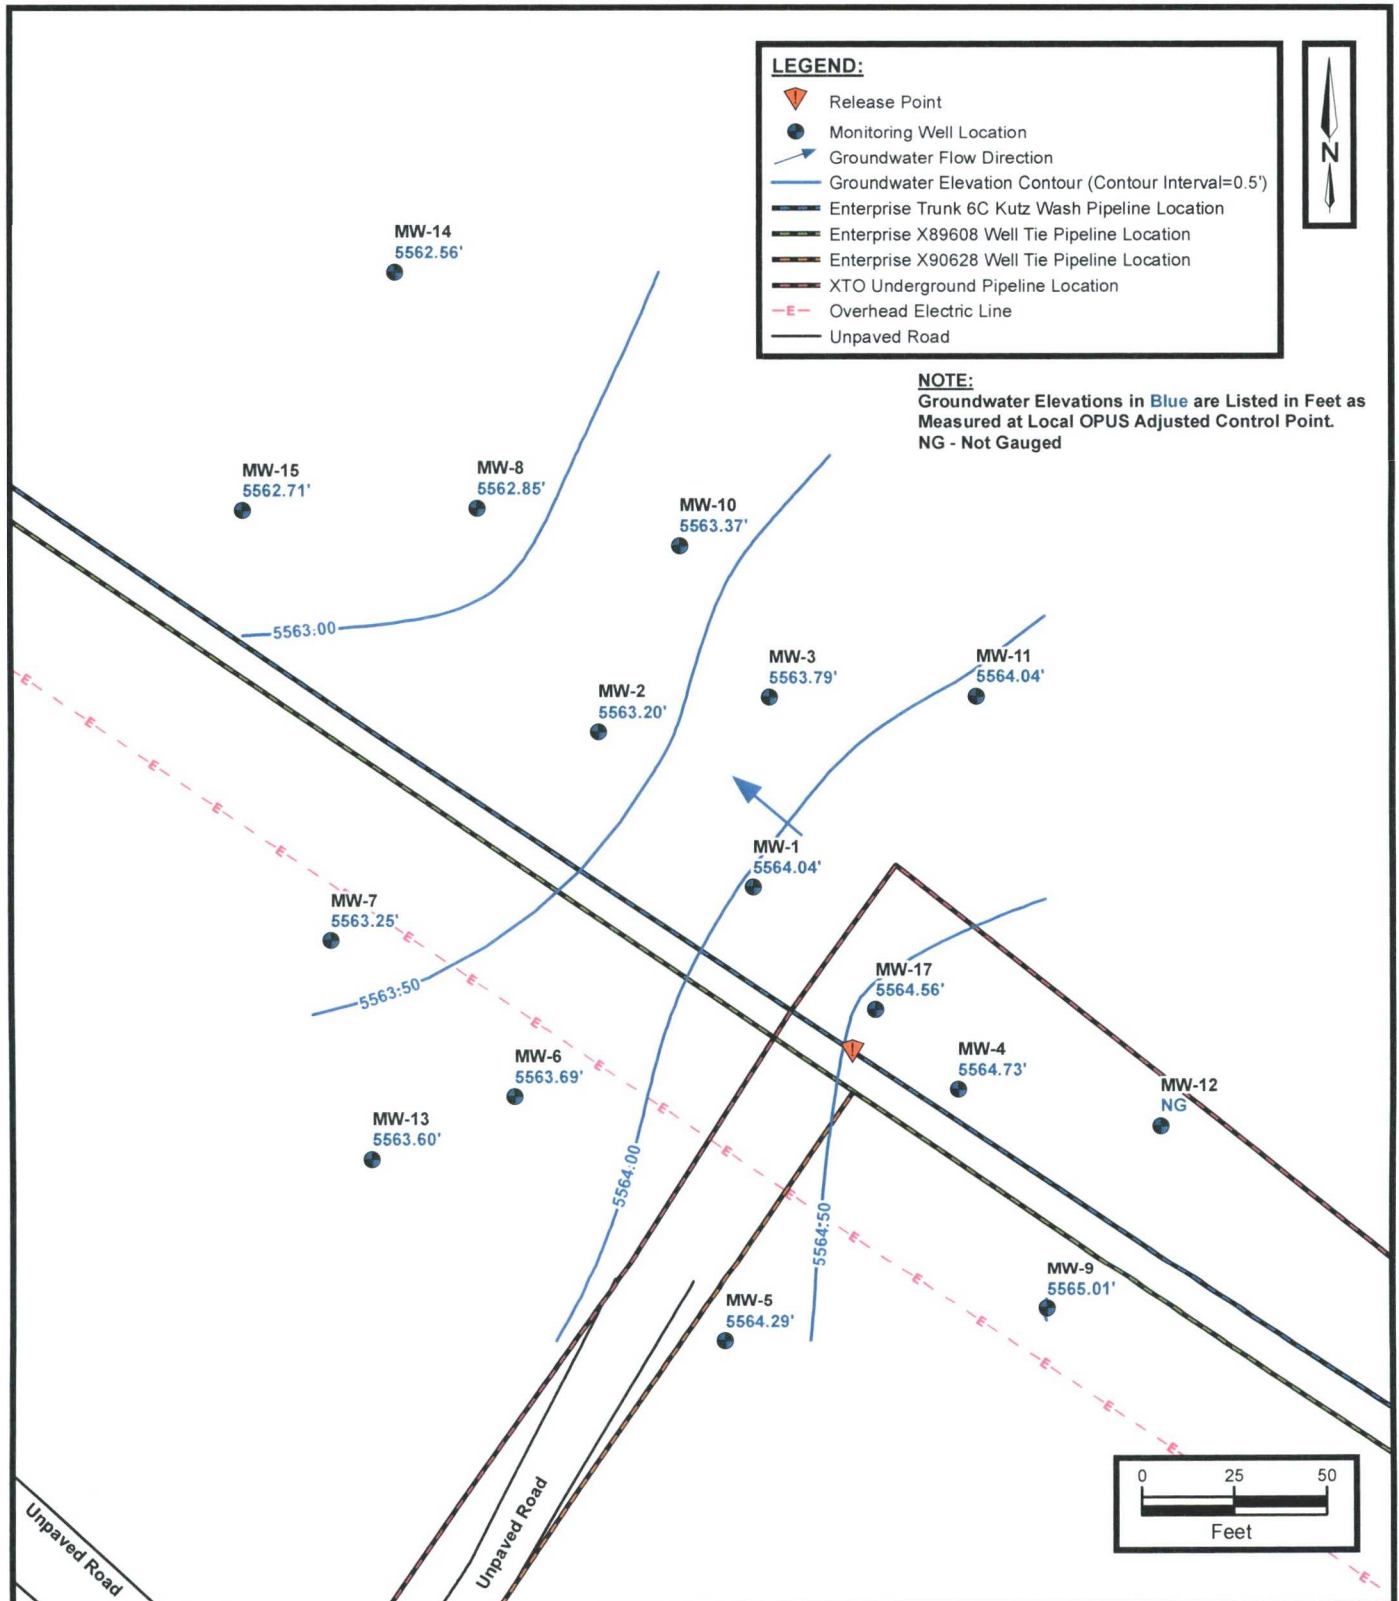 LEGEND:
Release Point
Monitoring Well Location
Groundwater Flow Direction
Groundwater Elevation Contour (Contour Interval=0.5')
Enterprise Trunk 6C Kutz Wash Pipeline Location
Enterprise X89608 Well Tie Pipeline Location
Enterprise X90628 Well Tie Pipeline Location
XTO Underground Pipeline Location
E
Overhead Electric Line
Unpaved Road
N
NOTE:
Groundwater Elevations in Blue are Listed in Feet as
Measured at Local OPUS Adjusted Control Point.
NG - Not Gauged
MW-14
5562.56'
MW-15
5562.71'
MW-8
5562.85'
MW-10
5563.37'
5563:00
MW-3
5563.79'
MW-11
5564.04'
MW-2
5563.20'
E
E
E
E
E
MW-1
5564.04'
MW-7
5563.25'
E
E
5563:50
MW-17
5564.56'
E
E
MW-6
5563.69'
MW-4
5564.73'
MW-12
NG
E
MW-13
5563.60'
E
5564:00
E
5564:50
E
E
MW-9
5565.01'
MW-5
5564.29'
E
E
E
E
0 25 50
Feet
Unpaved Road
Unpaved Road
E